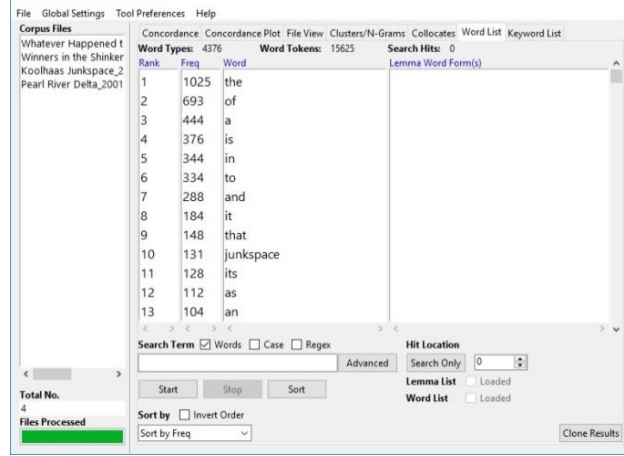 File Global Settings Tool Preferences Help
Corpus Files
Whatever Happened t
Winners in the Shinker
Koolhaas Junkspace_2
Pearl River Delta_2001
Total No.
4
Files Processed
Concordance Concordance Plot File View Clusters/N-Grams Collocates Word List Keyword List
Word Types: 4376 Word Tokens: 15625 Search Hits: 0
Rank Freq Word Lemma Word Form(s)
1 1025 the
2 693 of
3 444 a
4 376 is
5 344 in
6 334 to
7 288 and
8 184 it
9 148 that
10 131 junkspace
11 128 its
12 112 as
13 104 an
Search Term Words Case Regex Hit Location
Advanced Search Only 0
Start Stop Sort Lemma List Loaded
Word List Loaded
Sort by Invert Order
Sort by Freq Clone Results